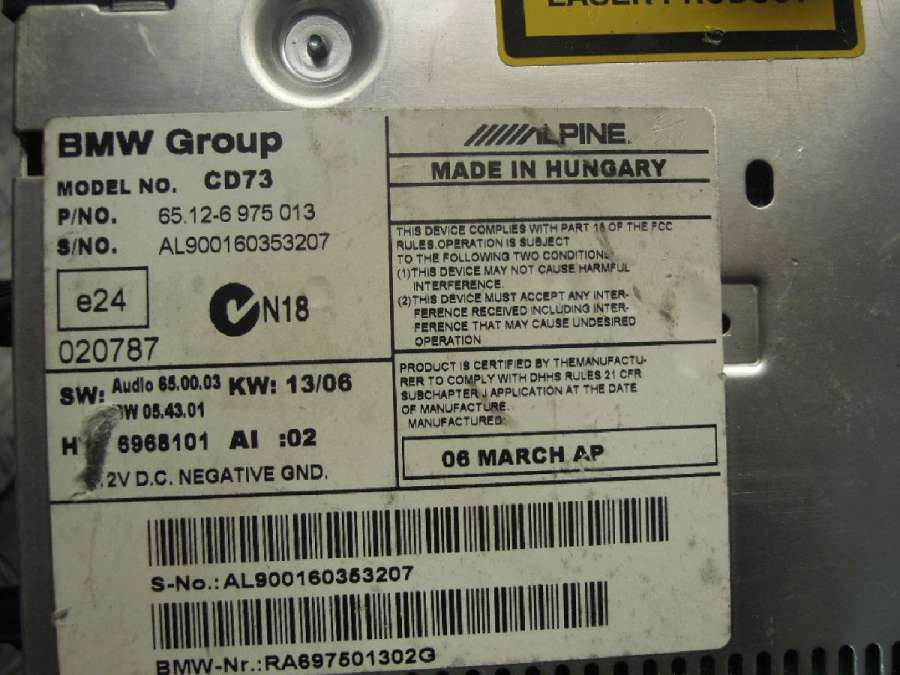 LASER PRODUCT
BMW Group
MODEL NO. CD73
P/NO. 65.12-6 975 013
S/NO. AL900160353207
e24
N18
020787
SW: Audio 65.00.03 KW: 13/06
05.43.01
6968101 AI :02
2V D.C. NEGATIVE GND.
ALPINE
MADE IN HUNGARY
THIS DEVICE COMPLIES WITH PART 15 OF THE FCC
RULES.OPERATION IS SUBJECT
TO THE FOLLOWING TWO CONDITION
(1)THIS DEVICE MAY NOT CAUSE HARMFUL
INTERFERENCE.
(2)THIS DEVICE MUST ACCEPT ANY INTER-
FERENCE RECEIVED INCLUDING INTER-
FERENCE THAT MAY CAUSE UNDESIRED
OPERATION
PRODUCT IS CERTIFIED BY THEMANUFACTU-
RER TO COMPLY WITH DHHS RULES 21 CFR
SUBCHAPTER J APPLICATION AT THE DATE
OF MANUFACTURE.
MANUFACTURED:
06 MARCH AP
S-No.:AL900160353207
BMW-Nr.:RA697501302G